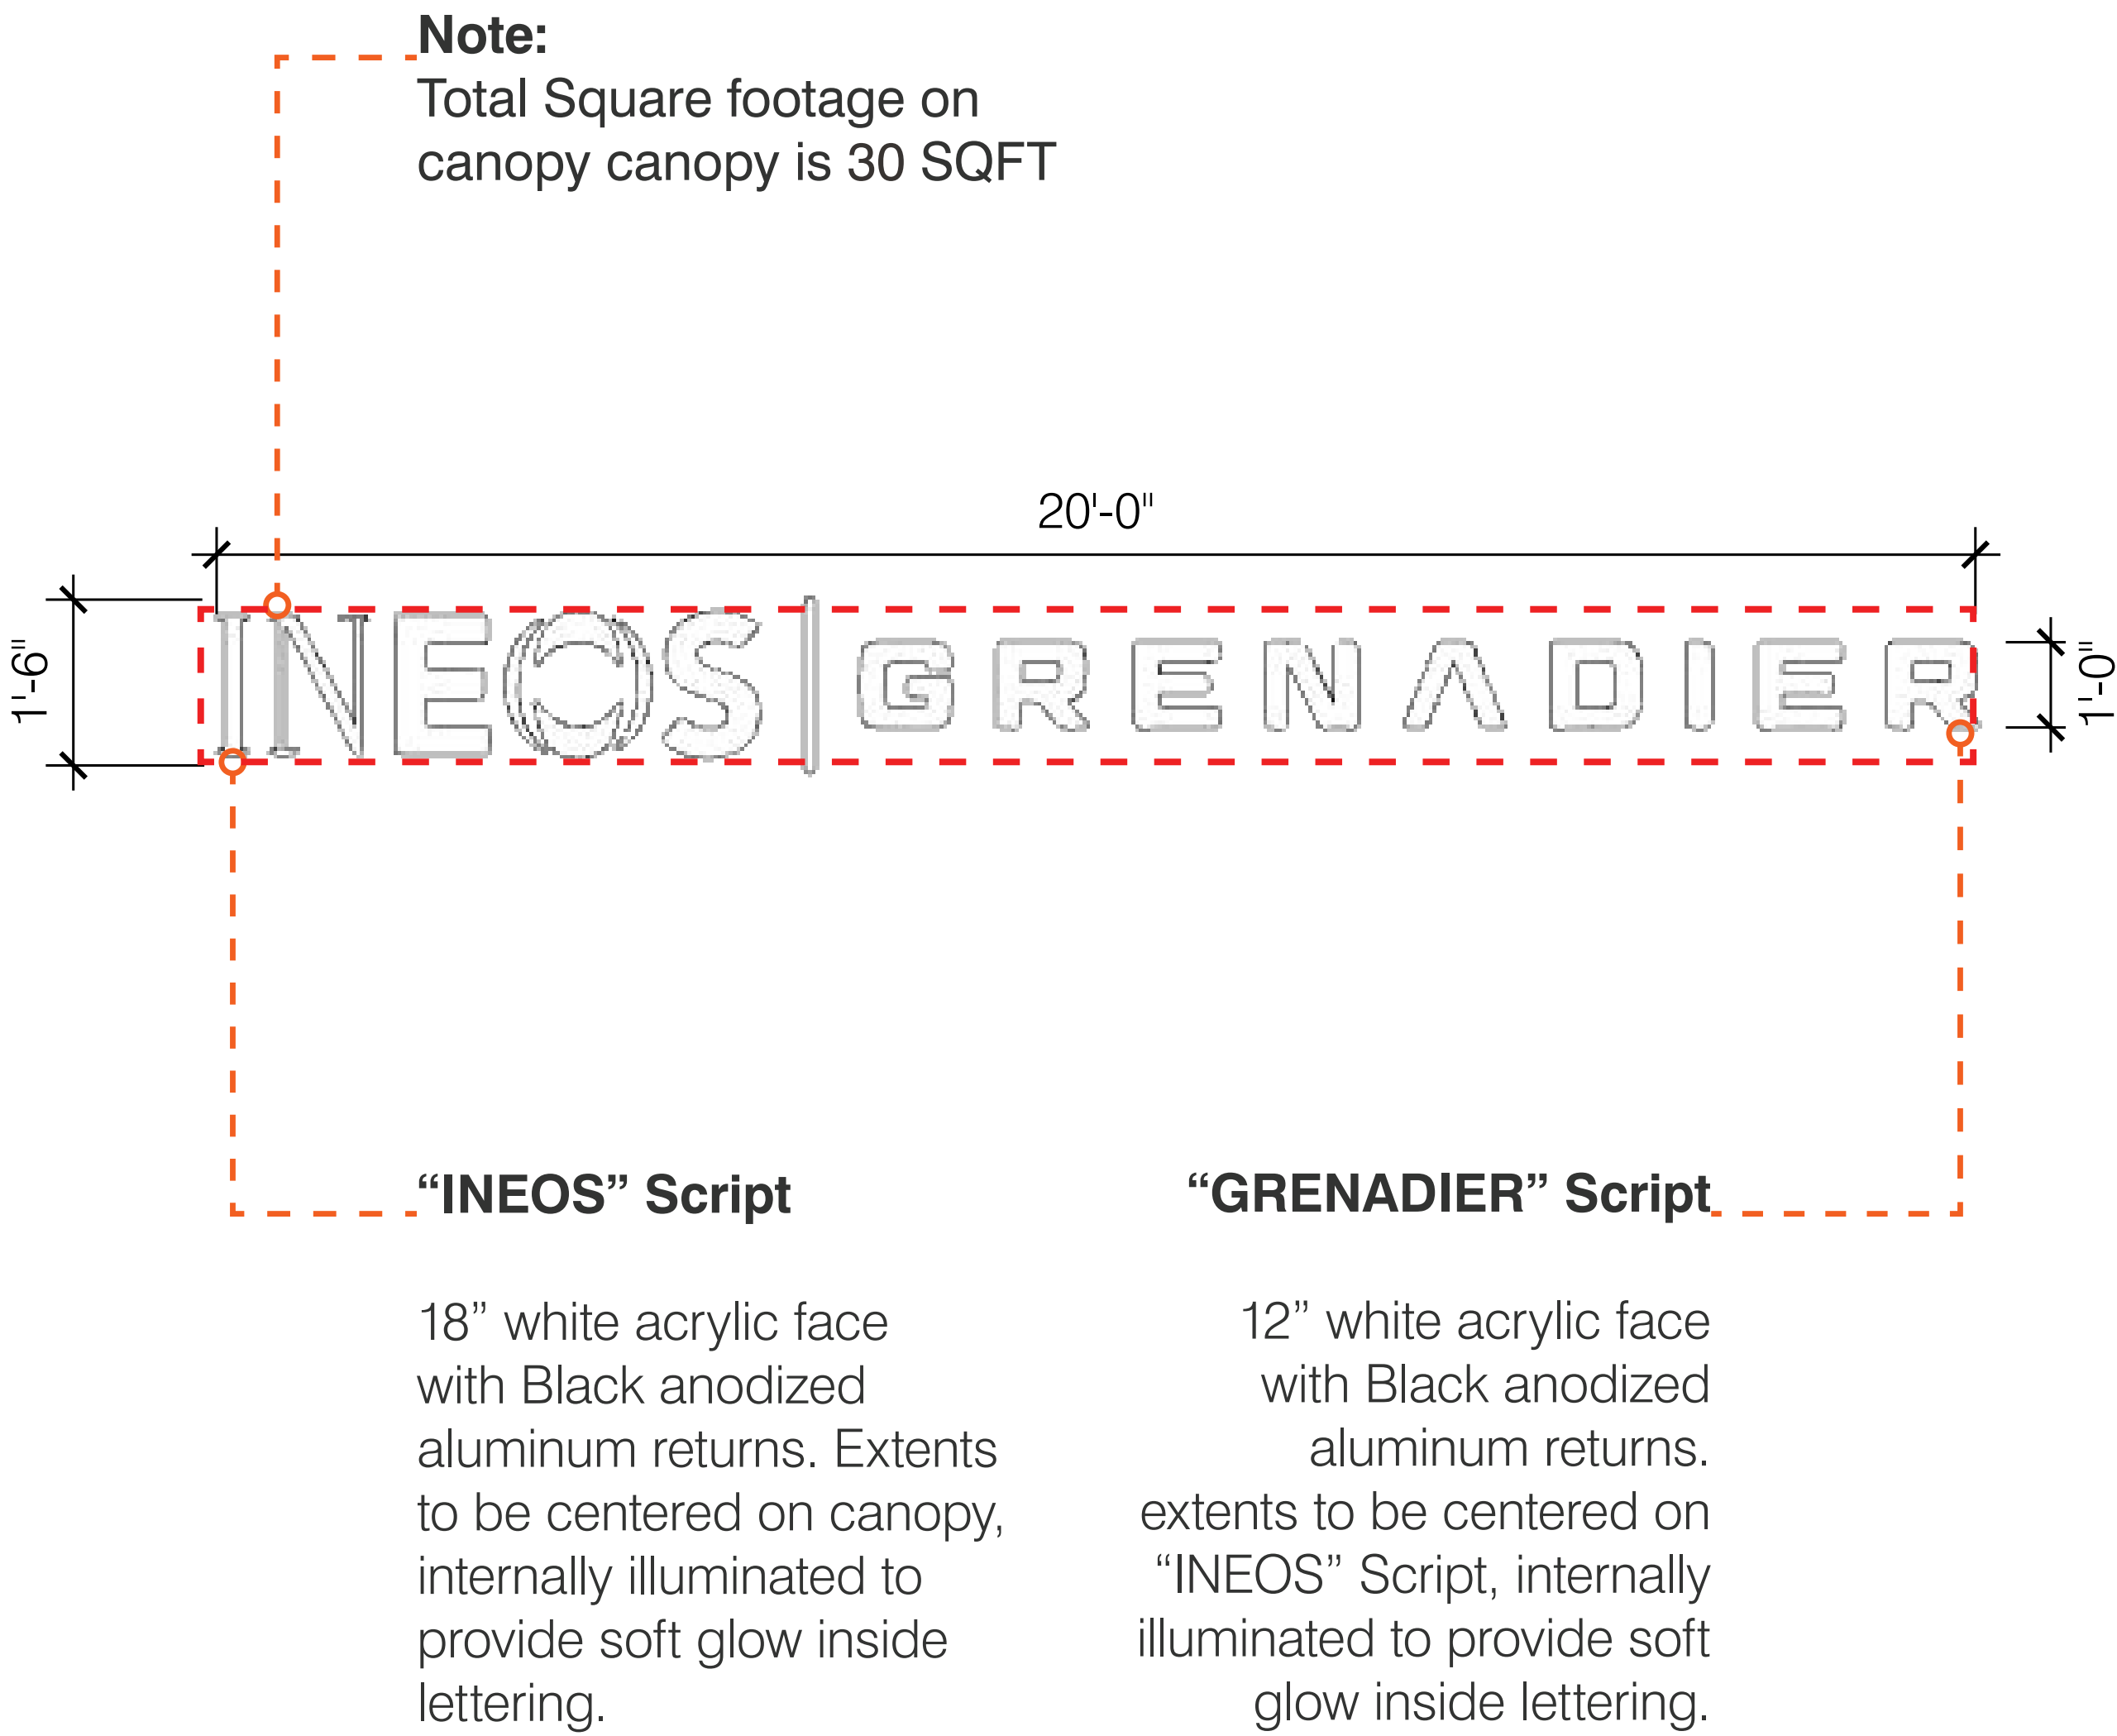 Note:
Total Square footage on
canopy canopy is 30 SQFT
20'-0"
1'-6"
INEOS|GRENADIER
1'-0"
“INEOS” Script
18” white acrylic face
with Black anodized
aluminum returns. Extents
to be centered on canopy,
internally illuminated to
provide soft glow inside
lettering.
“GRENADIER” Script
12” white acrylic face
with Black anodized
aluminum returns.
extents to be centered on
“INEOS” Script, internally
illuminated to provide soft
glow inside lettering.